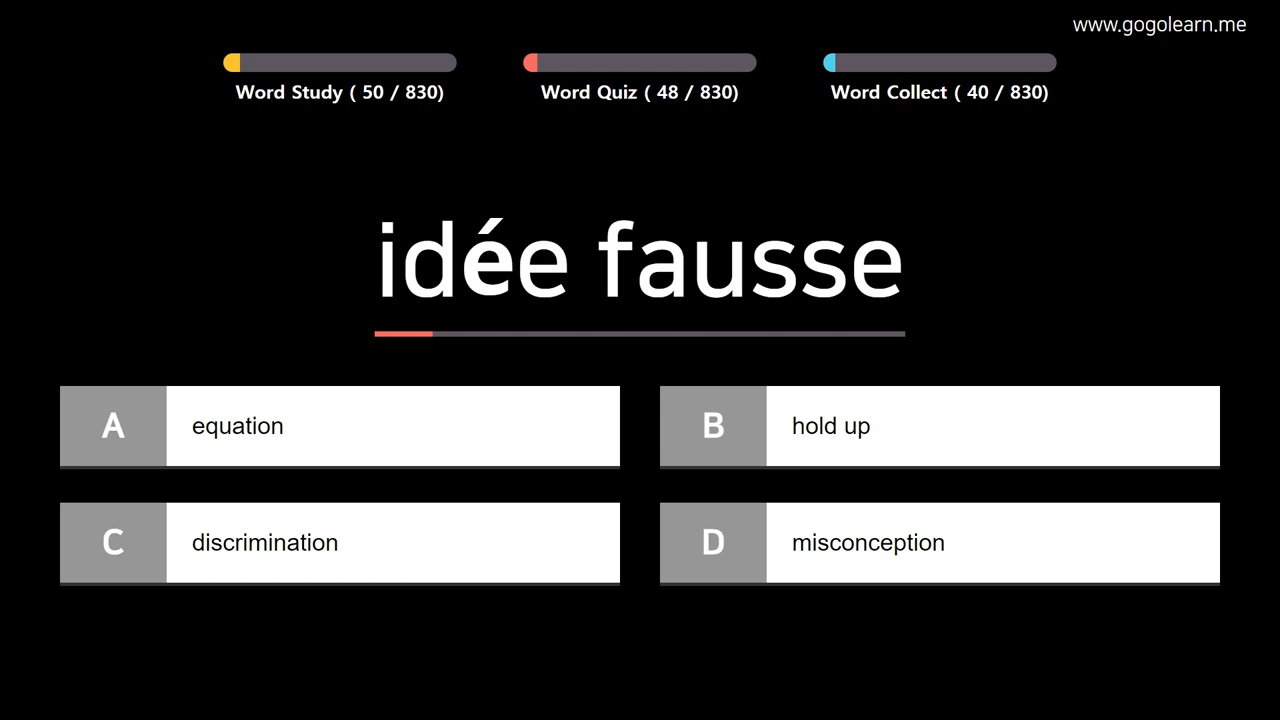 www.gogolearn.me
Word Study ( 50 / 830)
Word Quiz ( 48 / 830)
Word Collect ( 40 / 830)
idée fausse
A equation
B hold up
C discrimination
D misconception